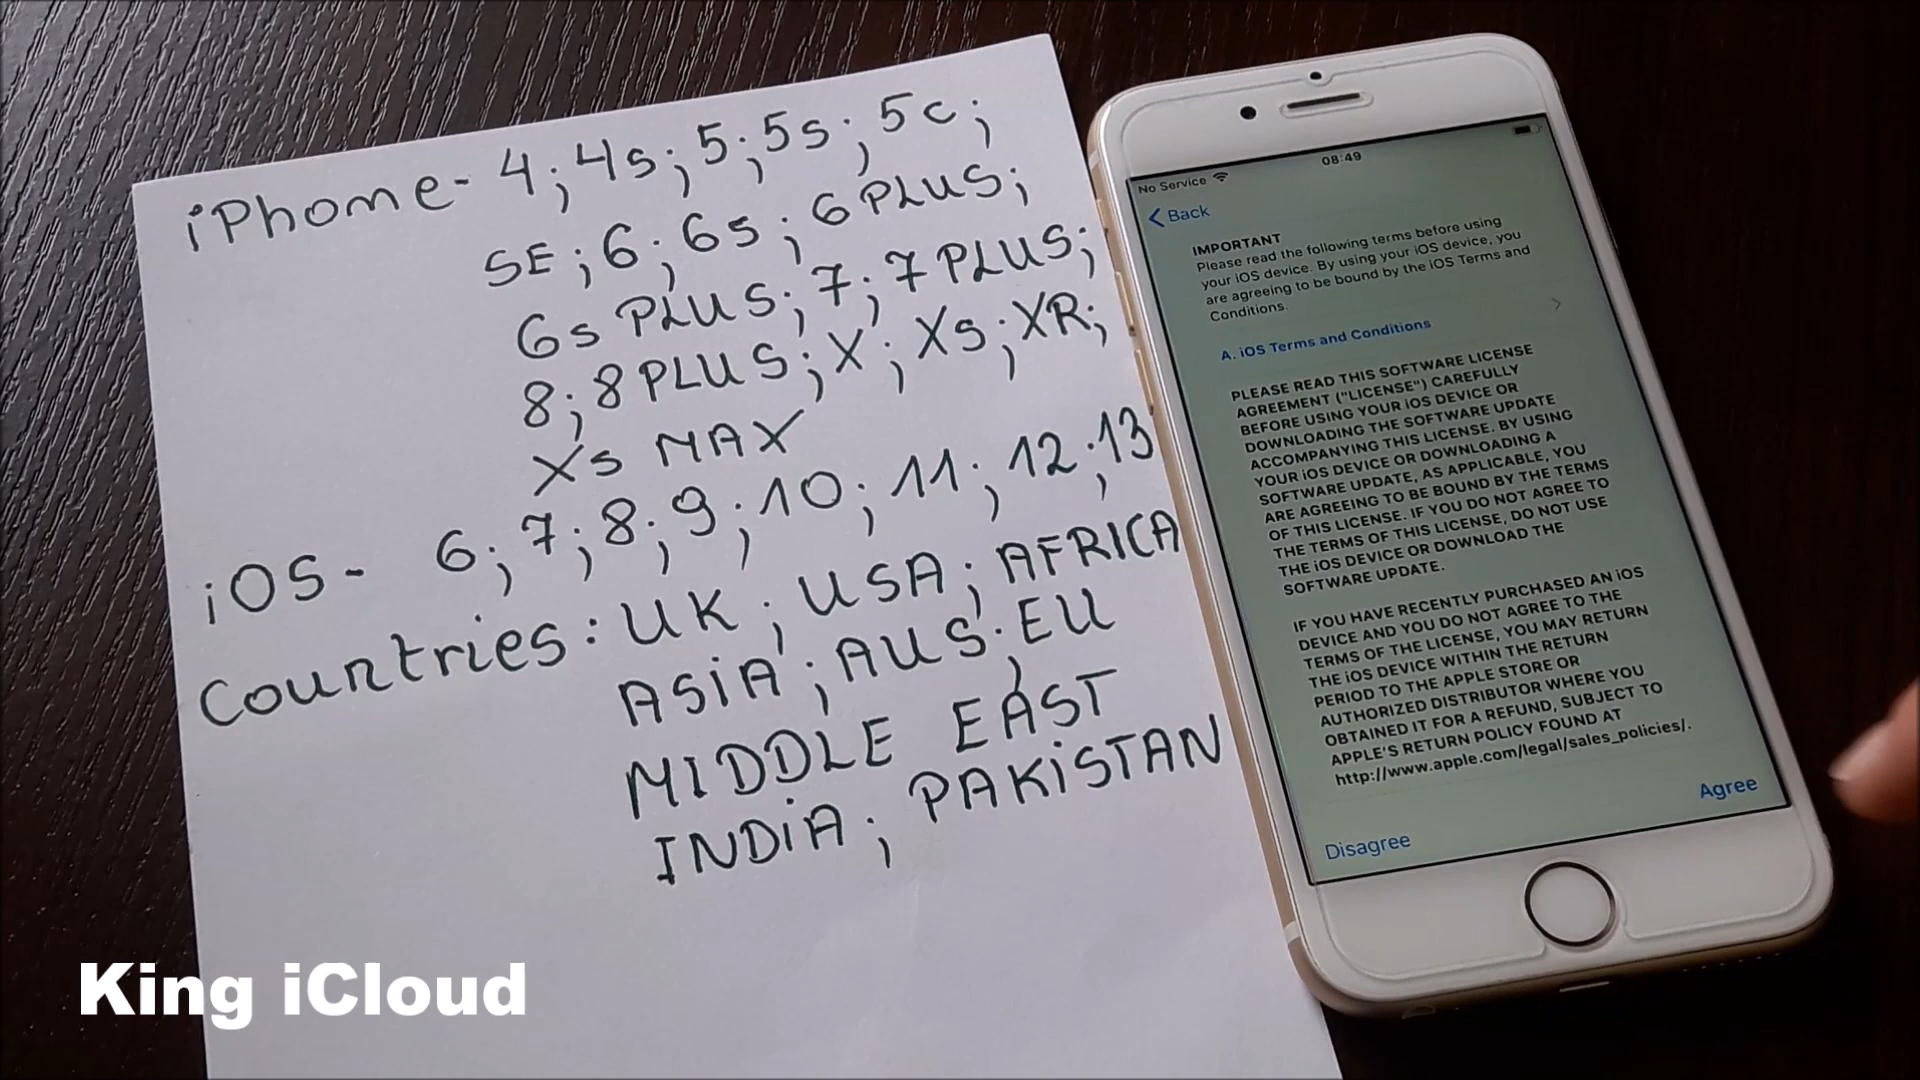 iPhome- 4; 4s; 5; 5s; 5c;
SE; 6; 6s; 6 PLUS;
6s PLUS; 7; 7 PLUS;
8; 8 PLUS; X; Xs; XR;
Xs MAX
iOS- 6; 7; 8; 9; 10; 11; 12; 13
Countries: UK; USA; AFRICA
ASIA; AUS; EU
MIDDLE EAST
INDIA; PAKISTAN
King iCloud
No Service
08:49
Back
IMPORTANT
Please read the following terms before using
your iOS device. By using your iOS device, you
are agreeing to be bound by the iOS Terms and
Conditions.
A. iOS Terms and Conditions
PLEASE READ THIS SOFTWARE LICENSE
AGREEMENT ("LICENSE") CAREFULLY
BEFORE USING YOUR iOS DEVICE OR
DOWNLOADING THE SOFTWARE UPDATE
ACCOMPANYING THIS LICENSE. BY USING
YOUR iOS DEVICE OR DOWNLOADING A
SOFTWARE UPDATE, AS APPLICABLE, YOU
ARE AGREEING TO BE BOUND BY THE TERMS
OF THIS LICENSE. IF YOU DO NOT AGREE TO
THE TERMS OF THIS LICENSE, DO NOT USE
THE iOS DEVICE OR DOWNLOAD THE
SOFTWARE UPDATE.
IF YOU HAVE RECENTLY PURCHASED AN iOS
DEVICE AND YOU DO NOT AGREE TO THE
TERMS OF THE LICENSE, YOU MAY RETURN
THE iOS DEVICE WITHIN THE RETURN
PERIOD TO THE APPLE STORE OR
AUTHORIZED DISTRIBUTOR WHERE YOU
OBTAINED IT FOR A REFUND, SUBJECT TO
APPLE'S RETURN POLICY FOUND AT
http://www.apple.com/legal/sales_policies/.
Disagree
Agree